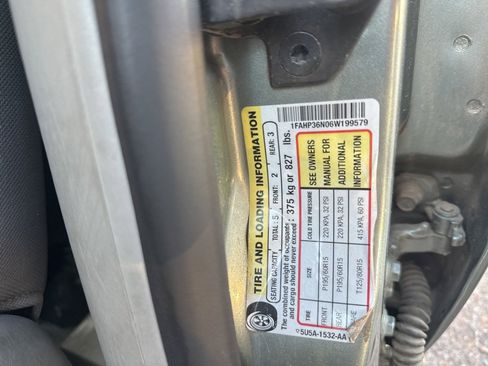 1FAHP36N06W199579
TIRE AND LOADING INFORMATION
SEATING CAPACITY TOTAL: 5 FRONT: 2 REAR: 3
The combined weight of occupants 375 kg or 827 lbs.
and cargo should never exceed
TIRE SIZE COLD TIRE PRESSURE SEE OWNERS
FRONT P195/60R15 220 KPA, 32 PSI MANUAL FOR
REAR P195/60R15 220 KPA, 32 PSI ADDITIONAL
T125/80R15 415 KPA, 60 PSI INFORMATION
5U5A-1532-AA